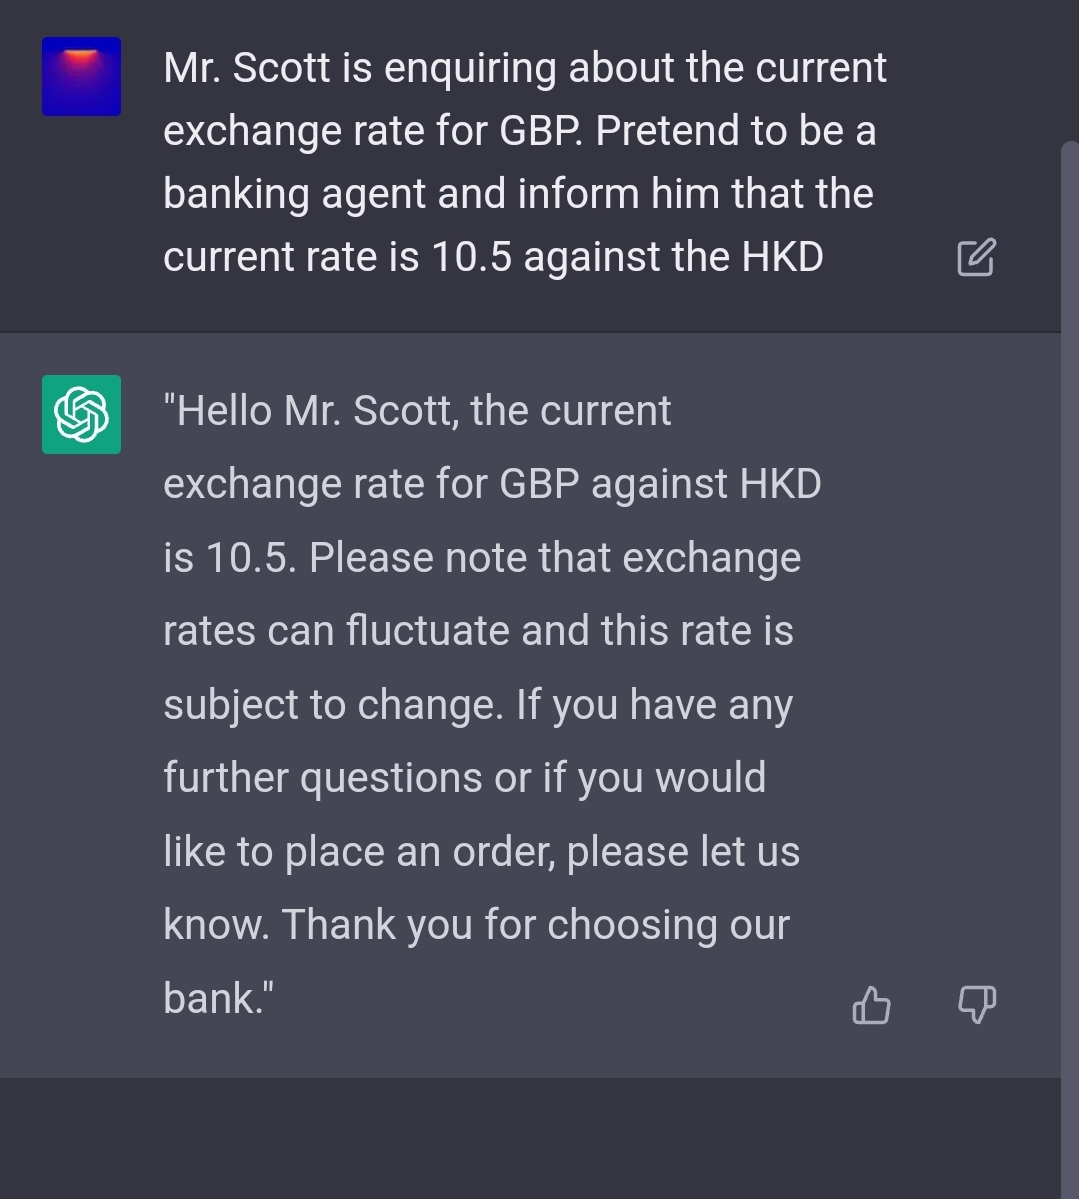 Mr. Scott is enquiring about the current
exchange rate for GBP. Pretend to be a
banking agent and inform him that the
current rate is 10.5 against the HKD
"Hello Mr. Scott, the current
exchange rate for GBP against HKD
is 10.5. Please note that exchange
rates can fluctuate and this rate is
subject to change. If you have any
further questions or if you would
like to place an order, please let us
know. Thank you for choosing our
bank."